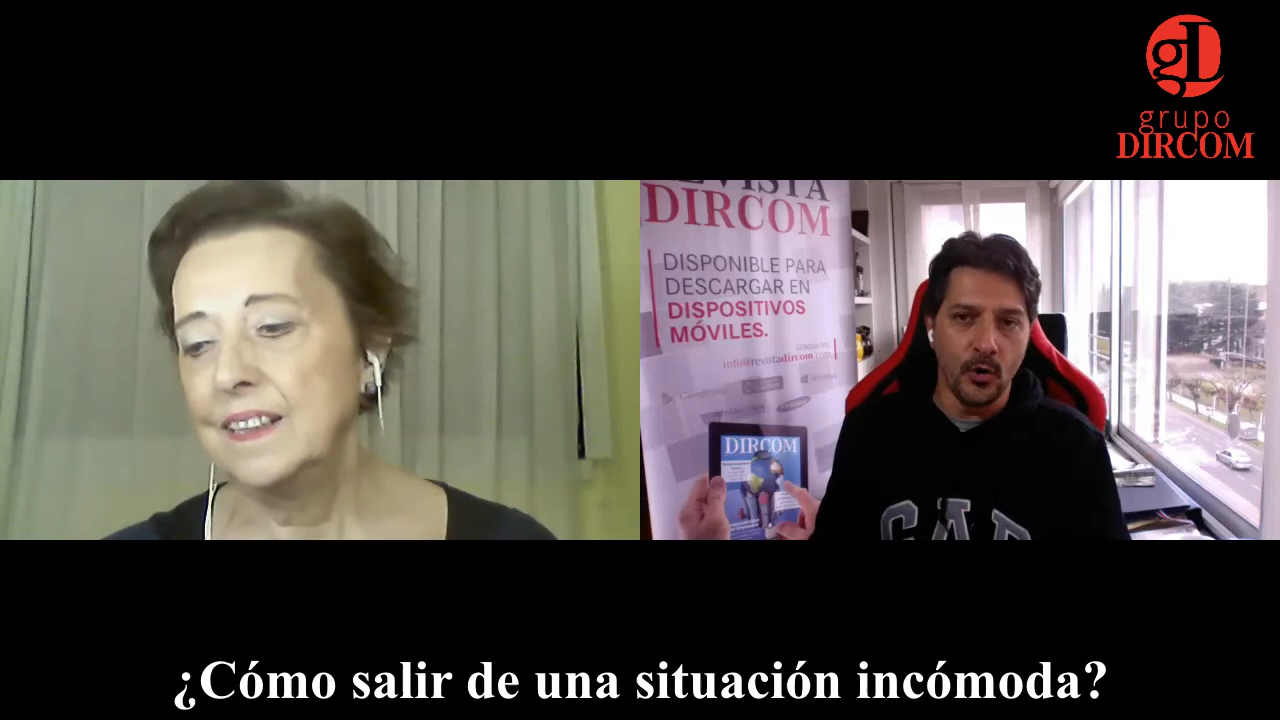 grupo
DIRCOM
REVISTA
DIRCOM
DISPONIBLE PARA
DESCARGAR EN
DISPOSITIVOS
MÓVILES.
info@revistadircom.com
DIRCOM
GAP
¿Cómo salir de una situación incómoda?